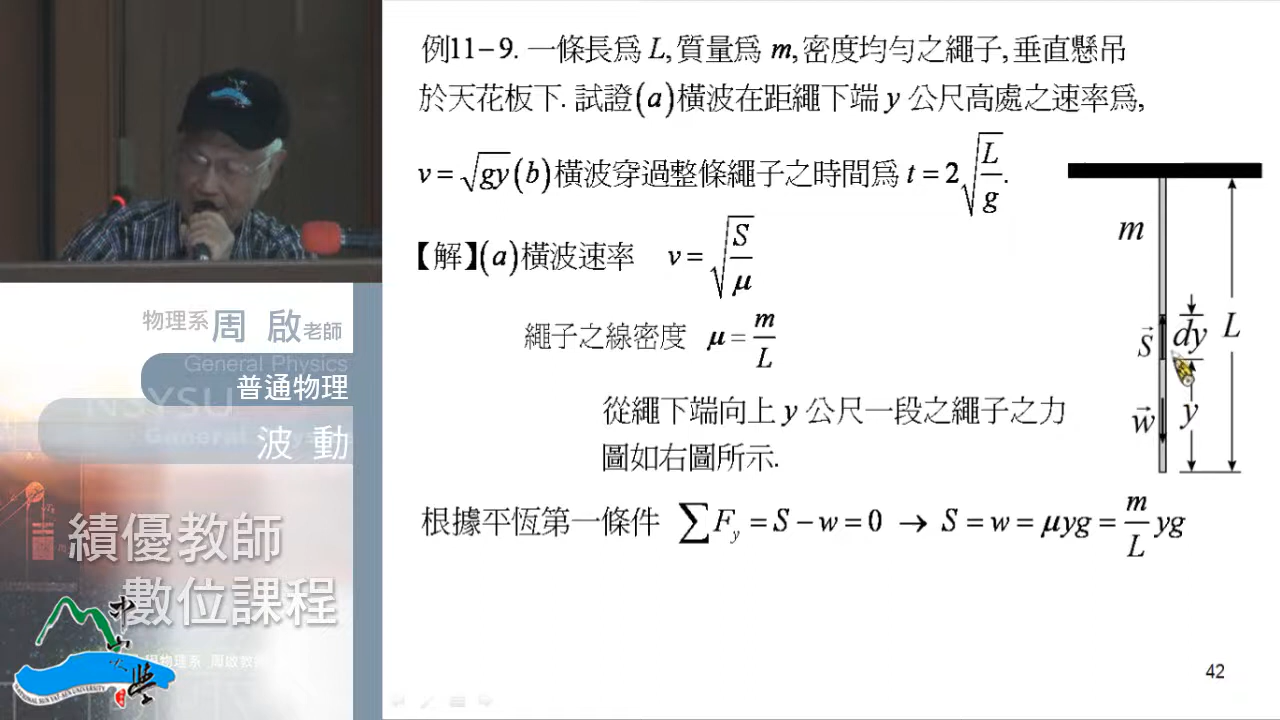 例11－9. 一條長為 L, 質量為 m, 密度均勻之繩子, 垂直懸吊
於天花板下. 試證(a)橫波在距繩下端 y 公尺高處之速率為,
v = √gy (b)橫波穿過整條繩子之時間為 t = 2√(L/g).
【解】(a)橫波速率 v = √(S/μ)
繩子之線密度 μ = m/L
從繩下端向上 y 公尺一段之繩子之力
圖如右圖所示.
根據平恆第一條件 ∑F_y = S − w = 0 → S = w = μyg = m/L yg
m
S⃗
dy
L
w⃗
y
42
物理系周 啟老師
General Physics
普通物理
NSYSU
波 動
績優教師
數位課程